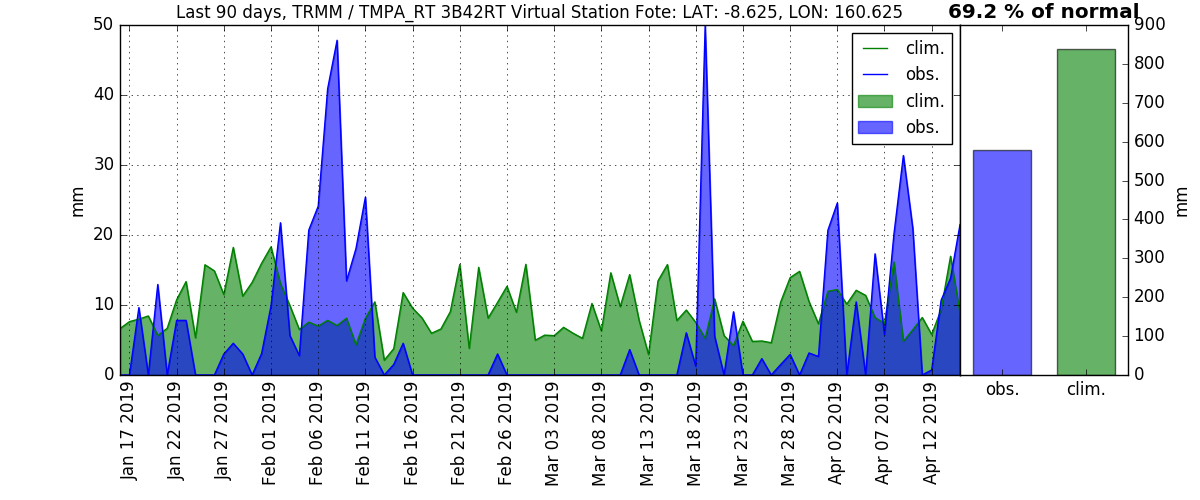 Last 90 days, TRMM / TMPA_RT 3B42RT Virtual Station Fote: LAT: -8.625, LON: 160.625
69.2 % of normal
50
40
30
20
10
0
mm
clim.
obs.
clim.
obs.
Jan 17 2019
Jan 22 2019
Jan 27 2019
Feb 01 2019
Feb 06 2019
Feb 11 2019
Feb 16 2019
Feb 21 2019
Feb 26 2019
Mar 03 2019
Mar 08 2019
Mar 13 2019
Mar 18 2019
Mar 23 2019
Mar 28 2019
Apr 02 2019
Apr 07 2019
Apr 12 2019
900
800
700
600
500
400
300
200
100
0
mm
obs.
clim.